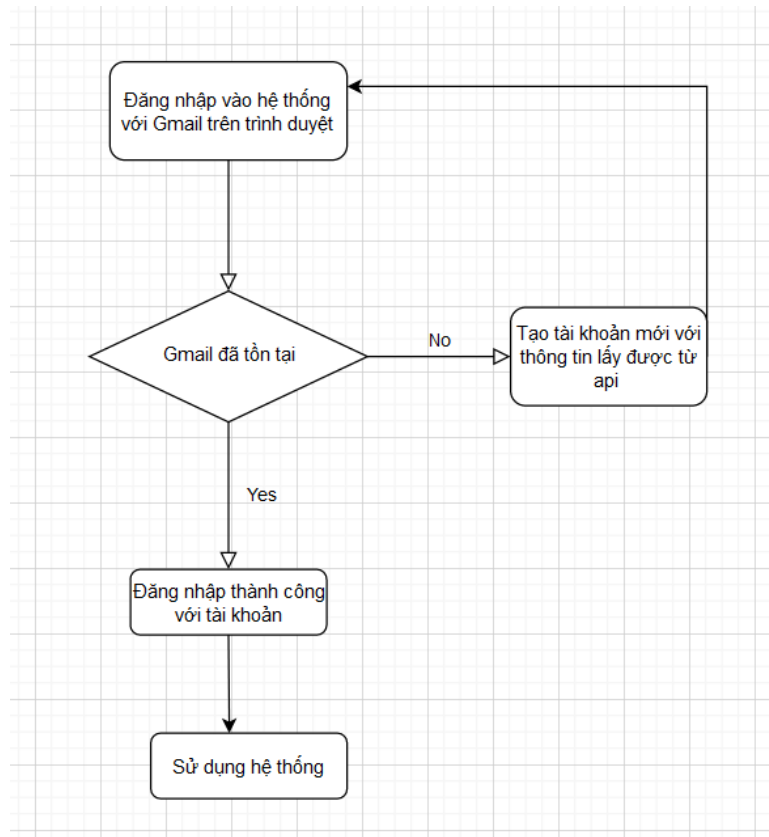 Đăng nhập vào hệ thống
với Gmail trên trình duyệt
Gmail đã tồn tại
No
Tạo tài khoản mới với
thông tin lấy được từ
api
Yes
Đăng nhập thành công
với tài khoản
Sử dụng hệ thống